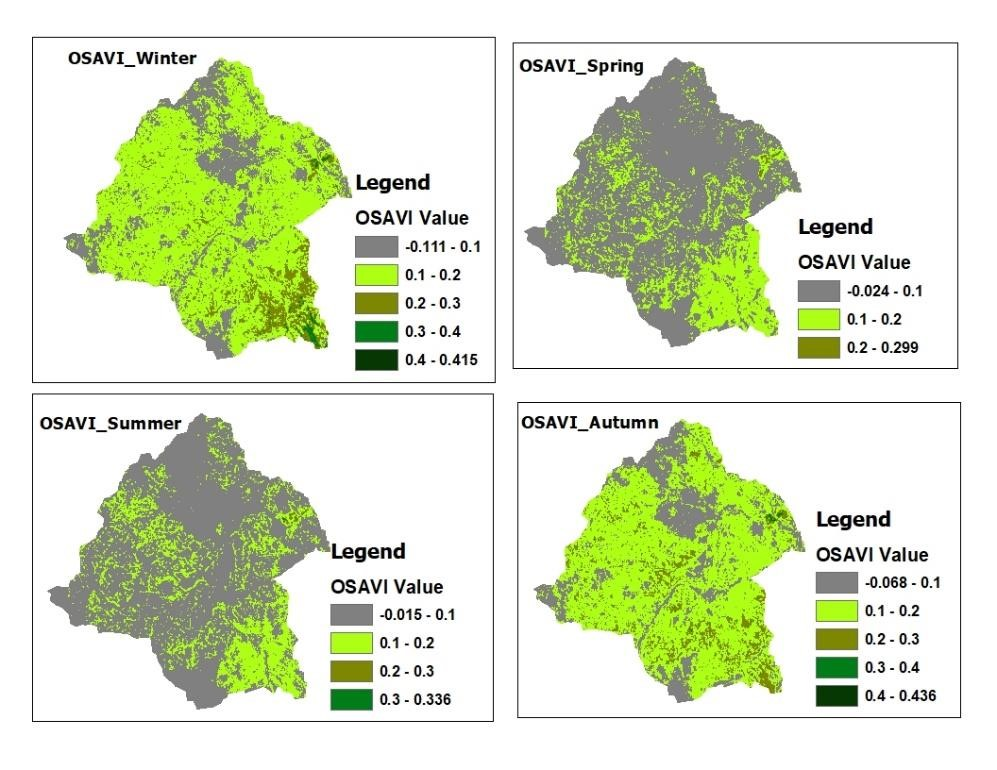 OSAVI_Winter
Legend
OSAVI Value
-0.111 - 0.1
0.1 - 0.2
0.2 - 0.3
0.3 - 0.4
0.4 - 0.415
OSAVI_Spring
Legend
OSAVI Value
-0.024 - 0.1
0.1 - 0.2
0.2 - 0.299
OSAVI_Summer
Legend
OSAVI Value
-0.015 - 0.1
0.1 - 0.2
0.2 - 0.3
0.3 - 0.336
OSAVI_Autumn
Legend
OSAVI Value
-0.068 - 0.1
0.1 - 0.2
0.2 - 0.3
0.3 - 0.4
0.4 - 0.436